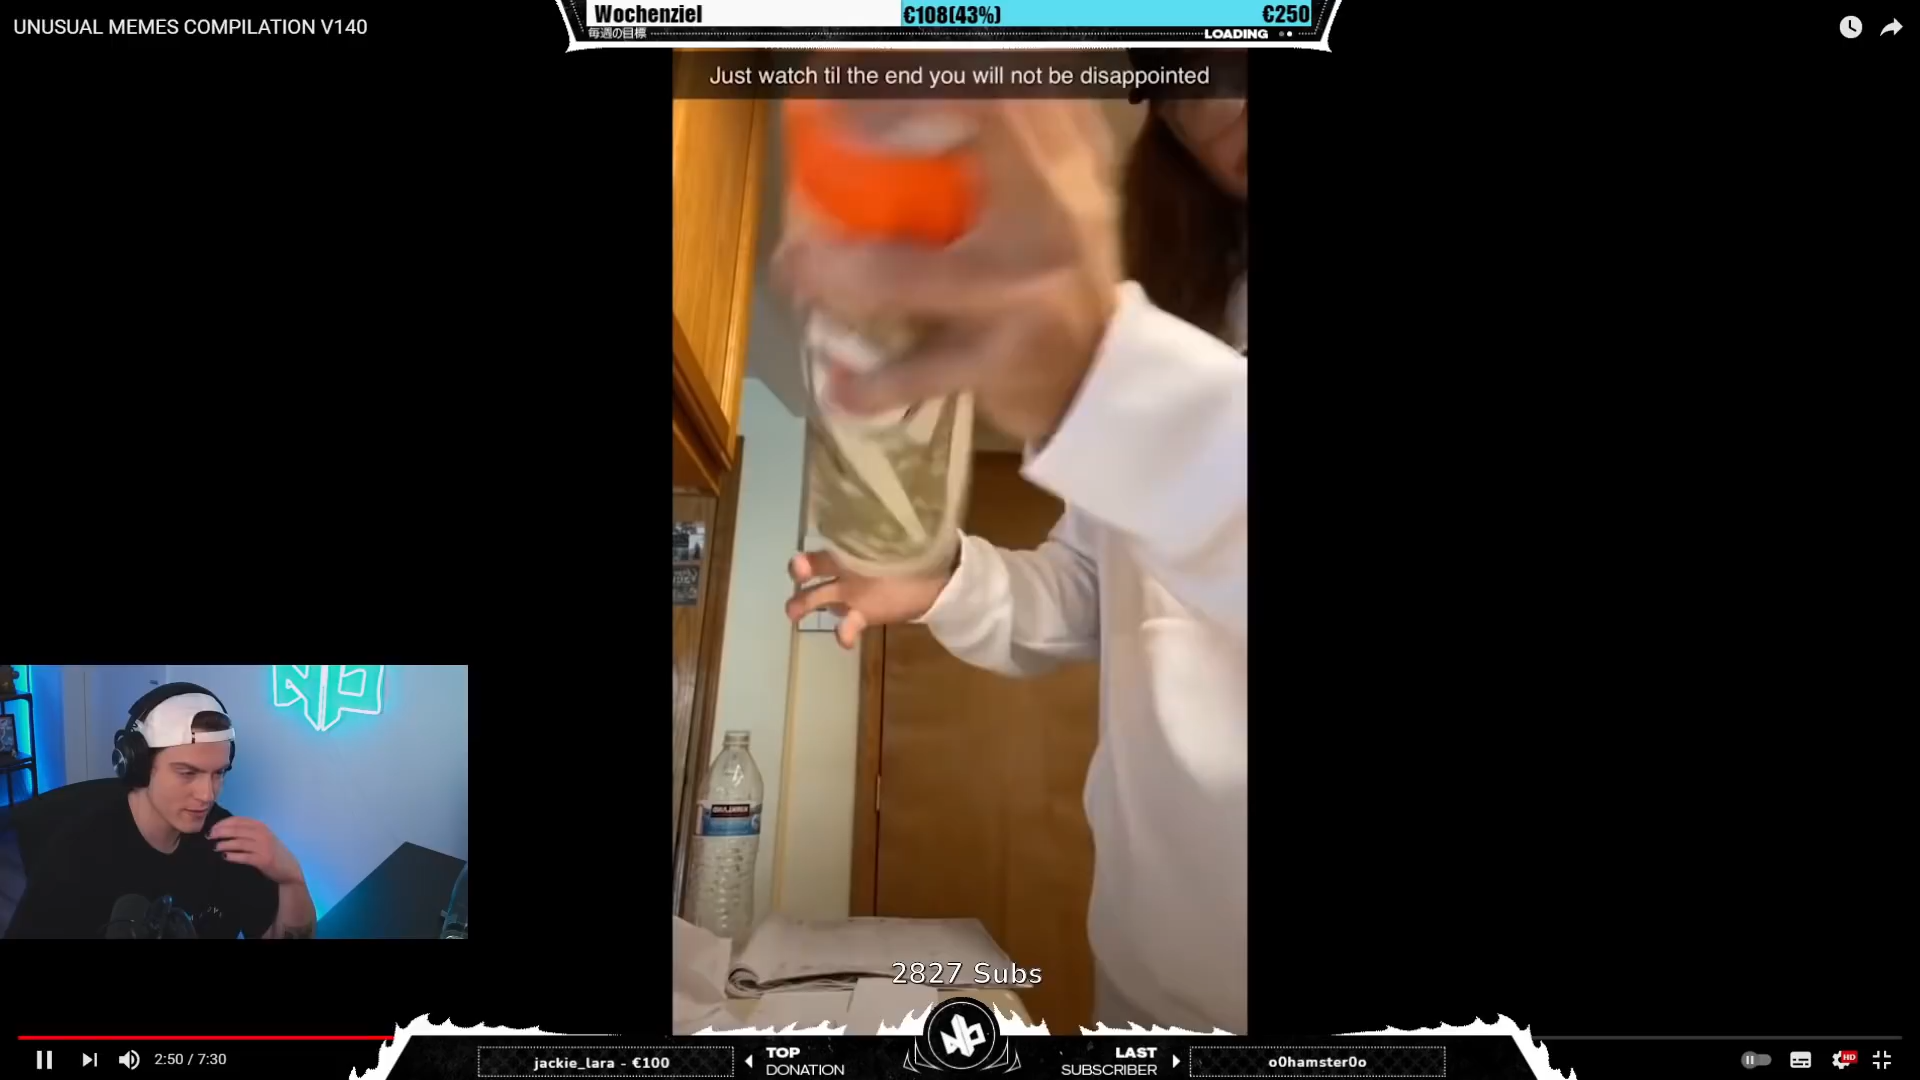 UNUSUAL MEMES COMPILATION V140
Wochenziel
€108(43%)
€250
毎週の目標
LOADING
Just watch til the end you will not be disappointed
2827 Subs
2:50 / 7:30
HD
jackie_lara - €100
TOP
DONATION
LAST
SUBSCRIBER
o0hamster0o